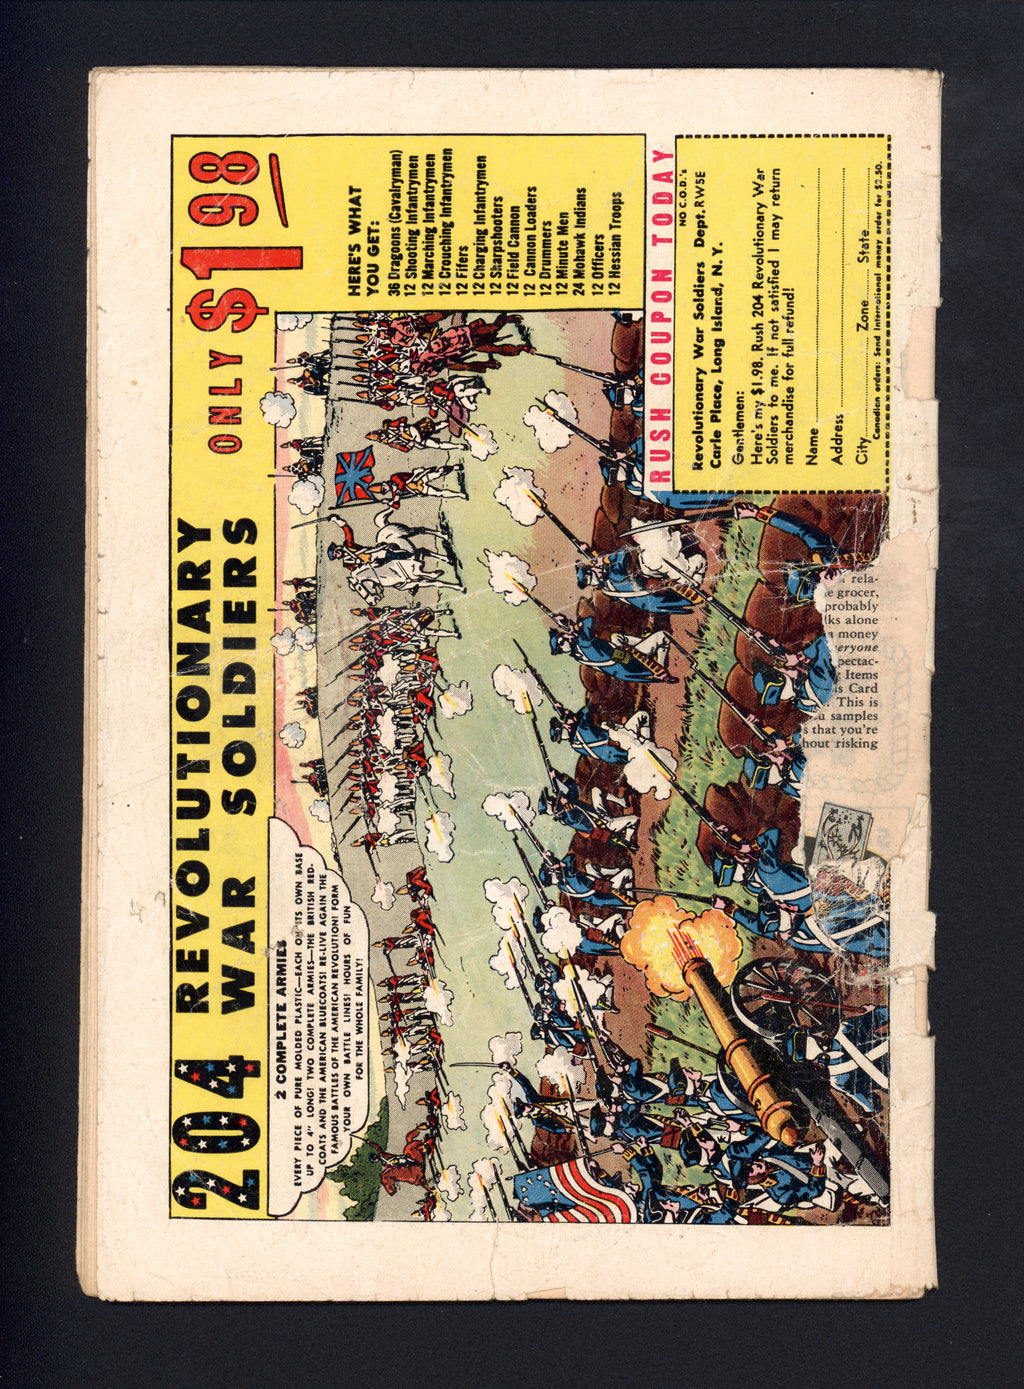 204 REVOLUTIONARY
WAR SOLDIERS
ONLY $1 98
2 COMPLETE ARMIES
EVERY PIECE OF PURE MOLDED PLASTIC—EACH ON ITS OWN BASE
UP TO 4" LONG! TWO COMPLETE ARMIES—THE BRITISH RED-
COATS AND THE AMERICAN BLUECOATS! RE-LIVE AGAIN THE
FAMOUS BATTLES OF THE AMERICAN REVOLUTION! FORM
YOUR OWN BATTLE LINES! HOURS OF FUN
FOR THE WHOLE FAMILY!
HERE'S WHAT
YOU GET:
36 Dragoons (Cavalryman)
12 Shooting Infantrymen
12 Marching Infantrymen
12 Crouching Infantrymen
12 Fifers
12 Charging Infantrymen
12 Sharpshooters
12 Field Cannon
12 Cannon Loaders
12 Drummers
12 Minute Men
24 Mohawk Indians
12 Officers
12 Hessian Troops
RUSH COUPON TODAY
NO C.O.D.'s
Revolutionary War Soldiers Dept. RW5E
Carle Place, Long Island, N. Y.
Gentlemen:
Here's my $1.98. Rush 204 Revolutionary War
Soldiers to me. If not satisfied I may return
merchandise for full refund!
Name
Address
City Zone State
Canadian orders: Send International money order for $2.50.
rela-
grocer,
probably
alone
money
pectac-
Items
Card
This is
samples
that you're
risking